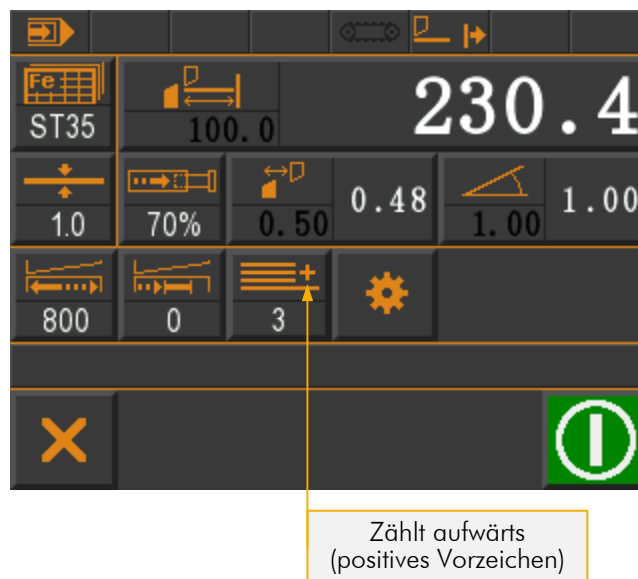 Fe
ST35
100.0
230.4
1.0
70%
0.50
0.48
1.00
1.00
800
0
3
Zählt aufwärts
(positives Vorzeichen)